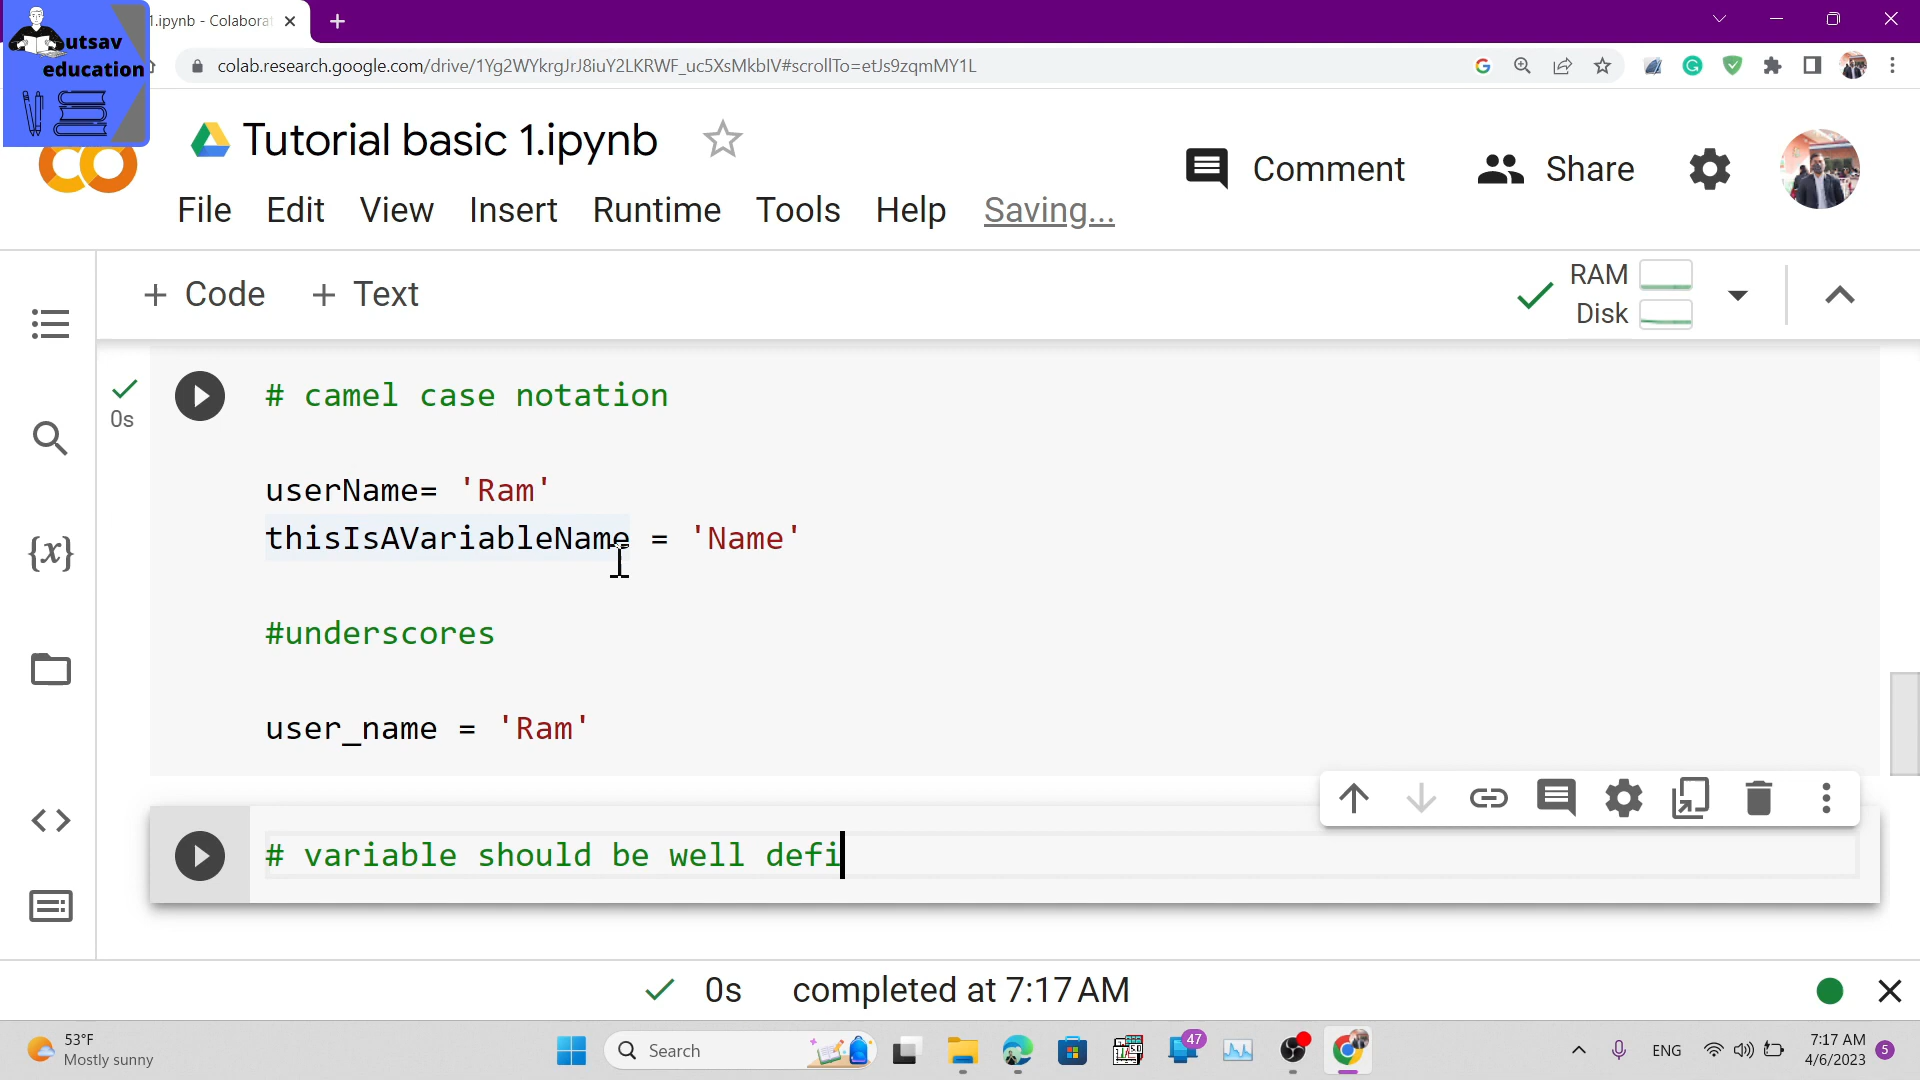 1.ipynb - Colaborat
utsav
education
colab.research.google.com/drive/1Yg2WYkrgJrJ8iuY2LKRWF_uc5XsMkbIV#scrollTo=etJs9zqmMY1L
Tutorial basic 1.ipynb
Comment
Share
File Edit View Insert Runtime Tools Help Saving...
+ Code + Text
RAM
Disk
# camel case notation
0s
userName= 'Ram'
thisIsAVariableName = 'Name'
#underscores
user_name = 'Ram'
{x}
# variable should be well defi
0s completed at 7:17 AM
53°F
Mostly sunny
Search
47
ENG
7:17 AM
4/6/2023
5